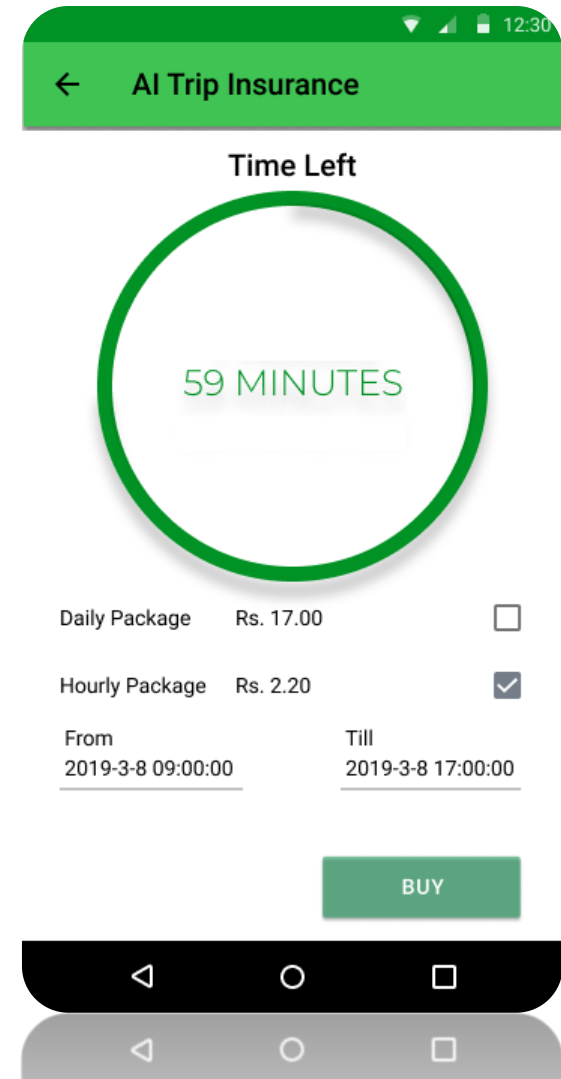 12:30
AI Trip Insurance
Time Left
59 MINUTES
Daily Package Rs. 17.00
Hourly Package Rs. 2.20
From Till
2019-3-8 09:00:00 2019-3-8 17:00:00
BUY